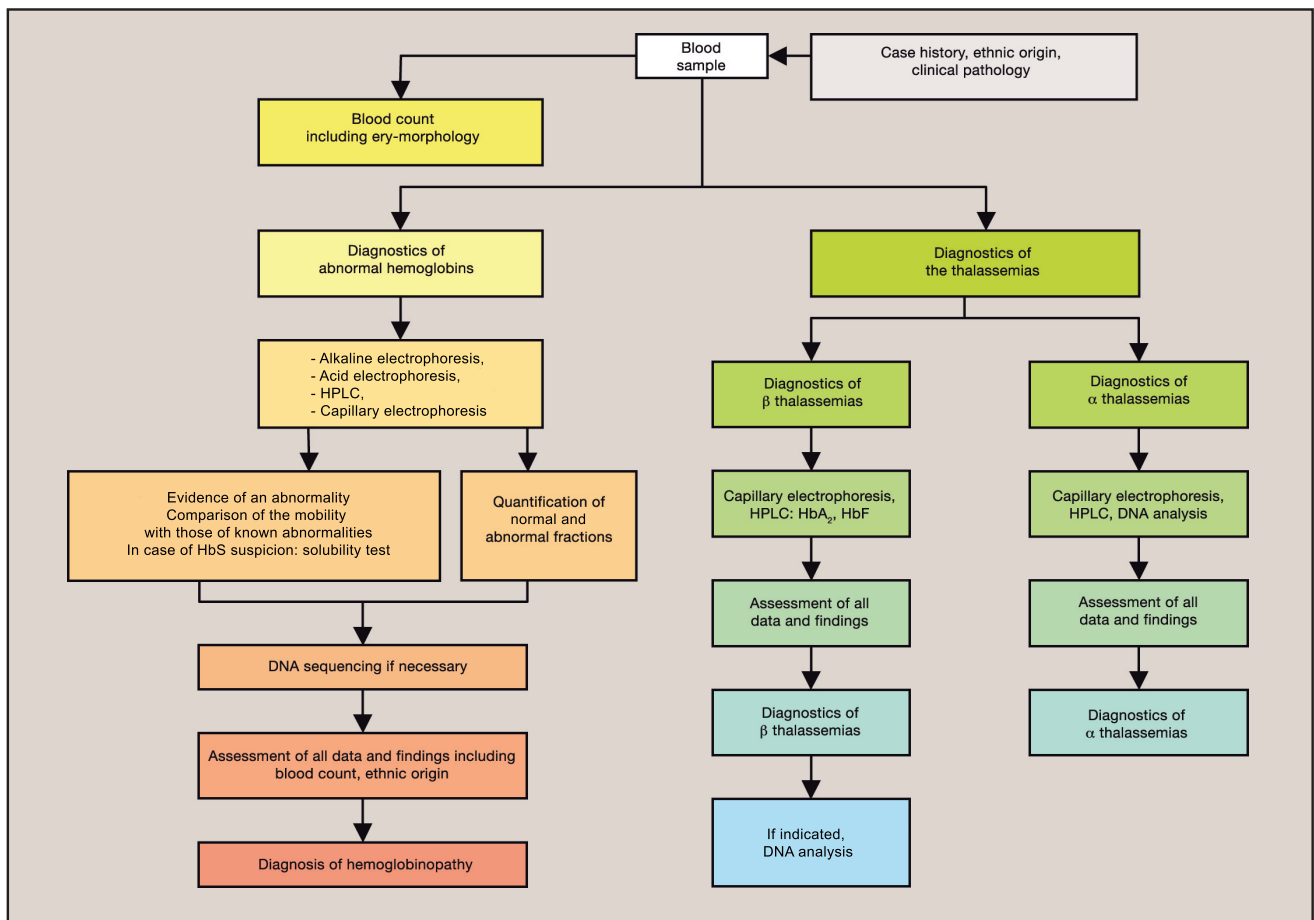 Blood
sample
Case history, ethnic origin,
clinical pathology
Blood count
including ery-morphology
Diagnostics of
abnormal hemoglobins
Diagnostics of
the thalassemias
- Alkaline electrophoresis,
- Acid electrophoresis,
- HPLC,
- Capillary electrophoresis
Diagnostics of
β thalassemias
Diagnostics of
α thalassemias
Evidence of an abnormality
Comparison of the mobility
with those of known abnormalities
In case of HbS suspicion: solubility test
Quantification of
normal and
abnormal fractions
Capillary electrophoresis,
HPLC: HbA₂, HbF
Capillary electrophoresis,
HPLC, DNA analysis
Assessment of all
data and findings
Assessment of all
data and findings
DNA sequencing if necessary
Diagnostics of
β thalassemias
Diagnostics of
α thalassemias
Assessment of all data and findings including
blood count, ethnic origin
If indicated,
DNA analysis
Diagnosis of hemoglobinopathy